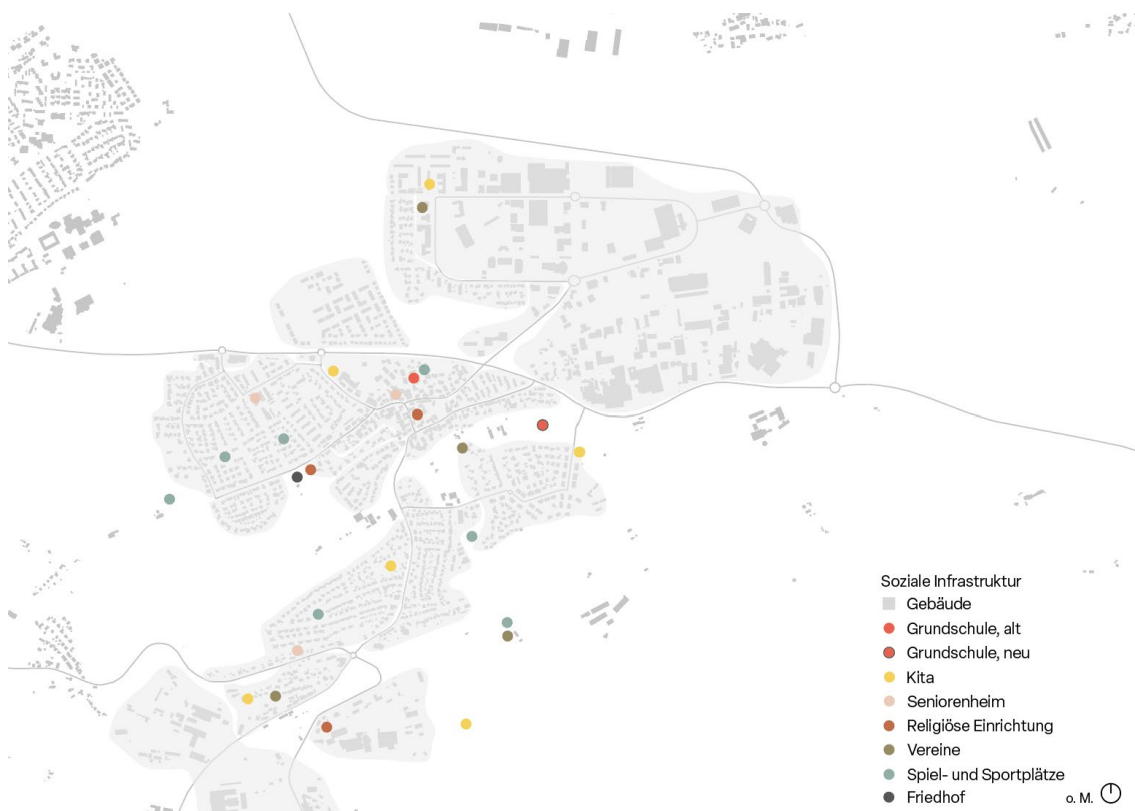 Soziale Infrastruktur
Gebäude
Grundschule, alt
Grundschule, neu
Kita
Seniorenheim
Religiöse Einrichtung
Vereine
Spiel- und Sportplätze
Friedhof
o. M.